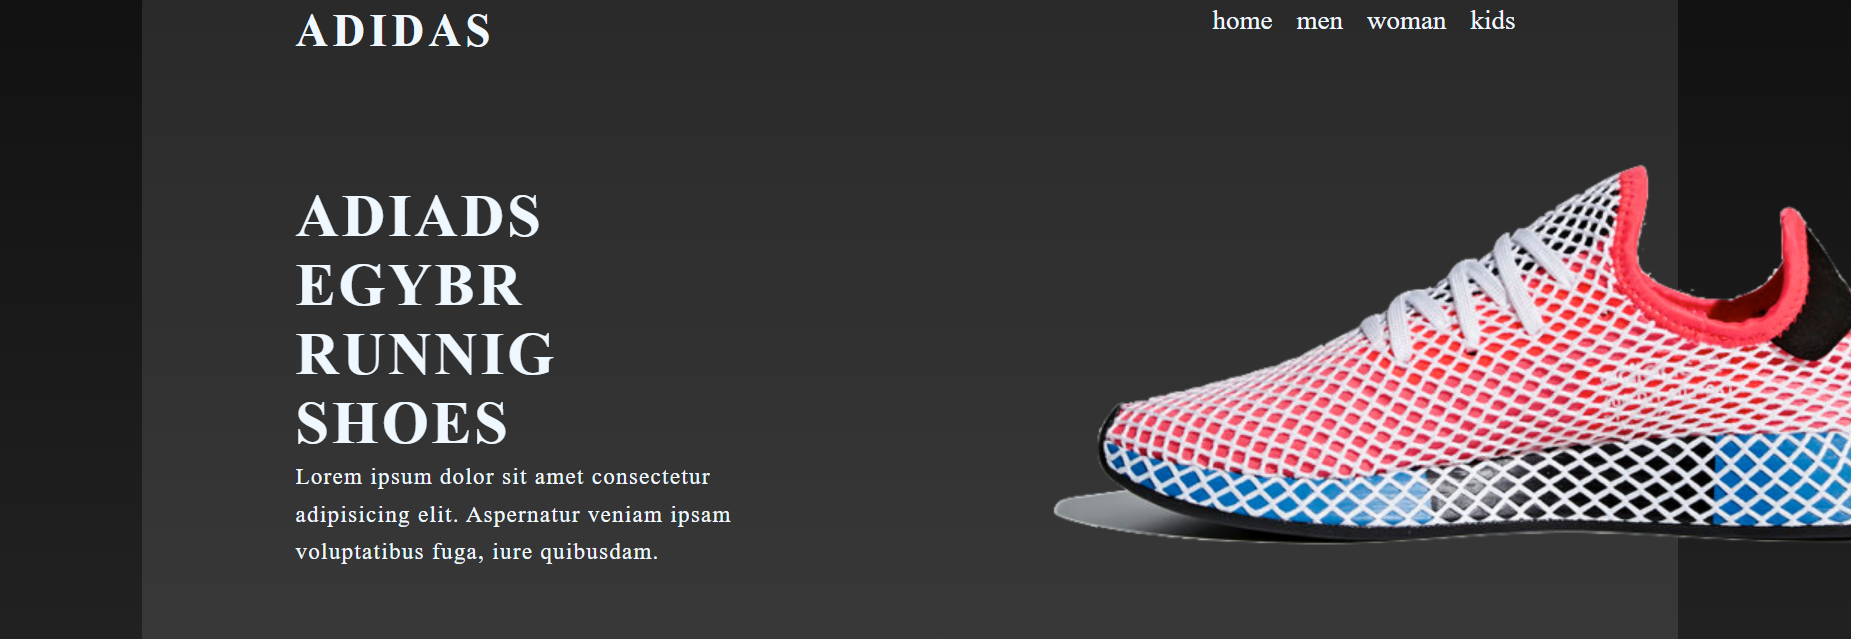 ADIDAS
home men woman kids
ADIADS
EGYBR
RUNNIG
SHOES
Lorem ipsum dolor sit amet consectetur
adipisicing elit. Aspernatur veniam ipsam
voluptatibus fuga, iure quibusdam.